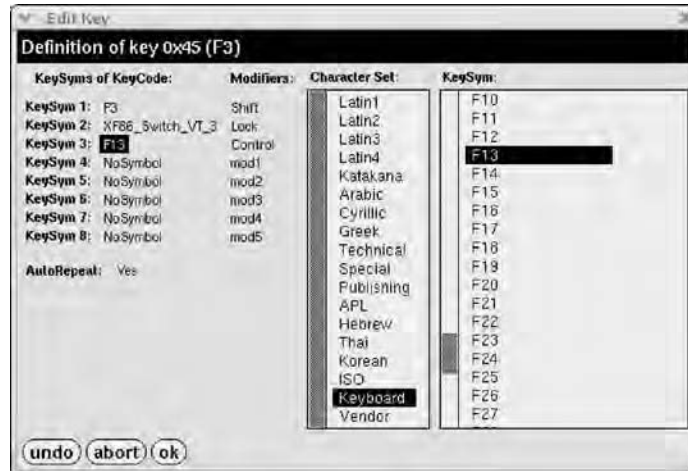 Edit Key
Definition of key 0x45 (F3)
KeySyms of KeyCode: Modifiers: Character Set: KeySym:
KeySym 1: F3 Shift
KeySym 2: XF86_Switch_VT_3 Lock
KeySym 3: F13 Control
KeySym 4: NoSymbol mod1
KeySym 5: NoSymbol mod2
KeySym 6: NoSymbol mod3
KeySym 7: NoSymbol mod4
KeySym 8: NoSymbol mod5
AutoRepeat: Yes
Latin1
Latin2
Latin3
Latin4
Katakana
Arabic
Cyrillic
Greek
Technical
Special
Publishing
APL
Hebrew
Thai
Korean
ISO
Keyboard
Vendor
F10
F11
F12
F13
F14
F15
F16
F17
F18
F19
F20
F21
F22
F23
F24
F25
F26
F27
undo abort ok